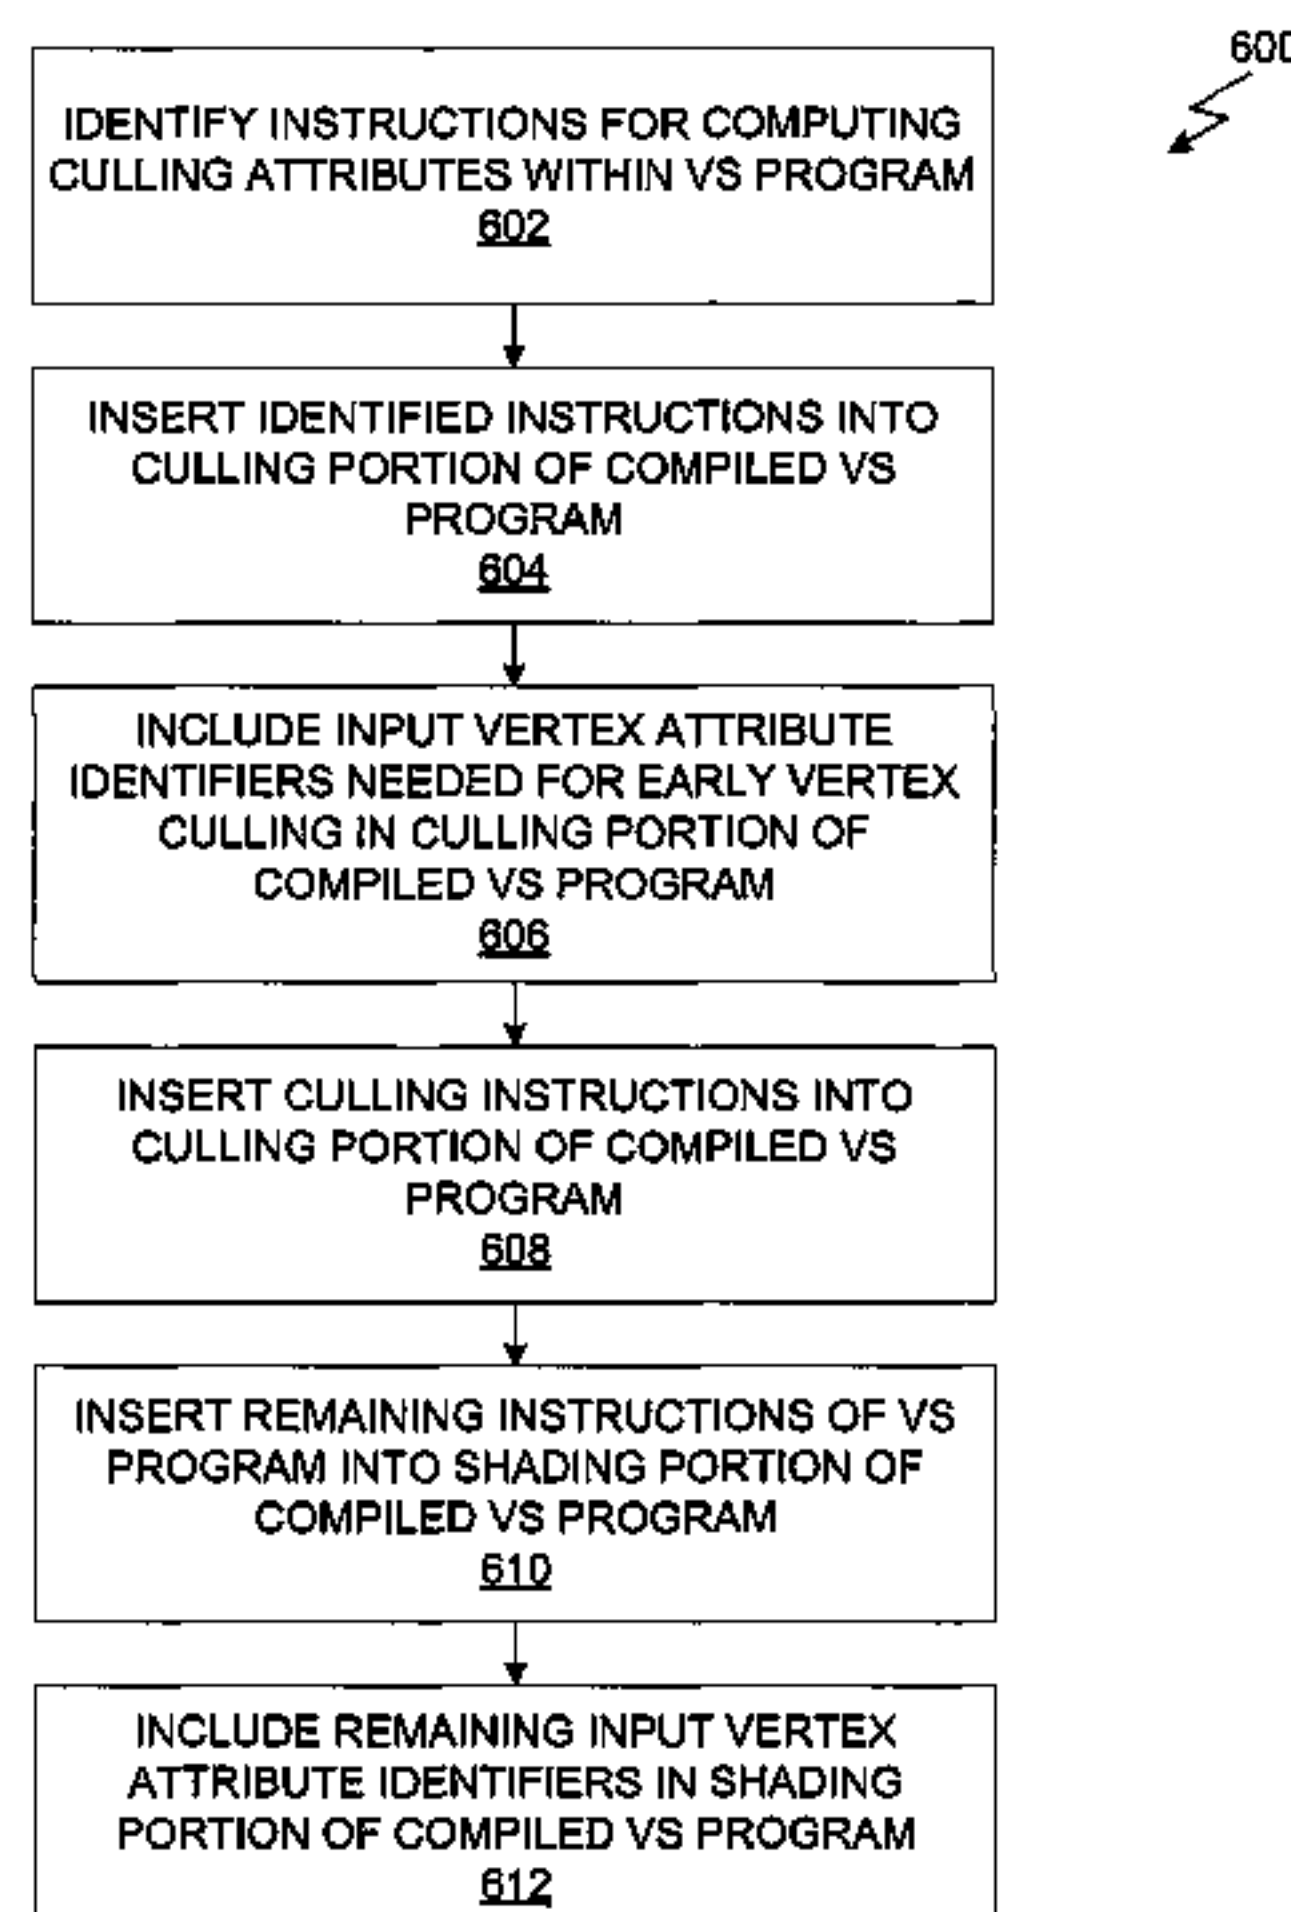 600
IDENTIFY INSTRUCTIONS FOR COMPUTING
CULLING ATTRIBUTES WITHIN VS PROGRAM
602
INSERT IDENTIFIED INSTRUCTIONS INTO
CULLING PORTION OF COMPILED VS
PROGRAM
604
INCLUDE INPUT VERTEX ATTRIBUTE
IDENTIFIERS NEEDED FOR EARLY VERTEX
CULLING IN CULLING PORTION OF
COMPILED VS PROGRAM
606
INSERT CULLING INSTRUCTIONS INTO
CULLING PORTION OF COMPILED VS
PROGRAM
608
INSERT REMAINING INSTRUCTIONS OF VS
PROGRAM INTO SHADING PORTION OF
COMPILED VS PROGRAM
610
INCLUDE REMAINING INPUT VERTEX
ATTRIBUTE IDENTIFIERS IN SHADING
PORTION OF COMPILED VS PROGRAM
612